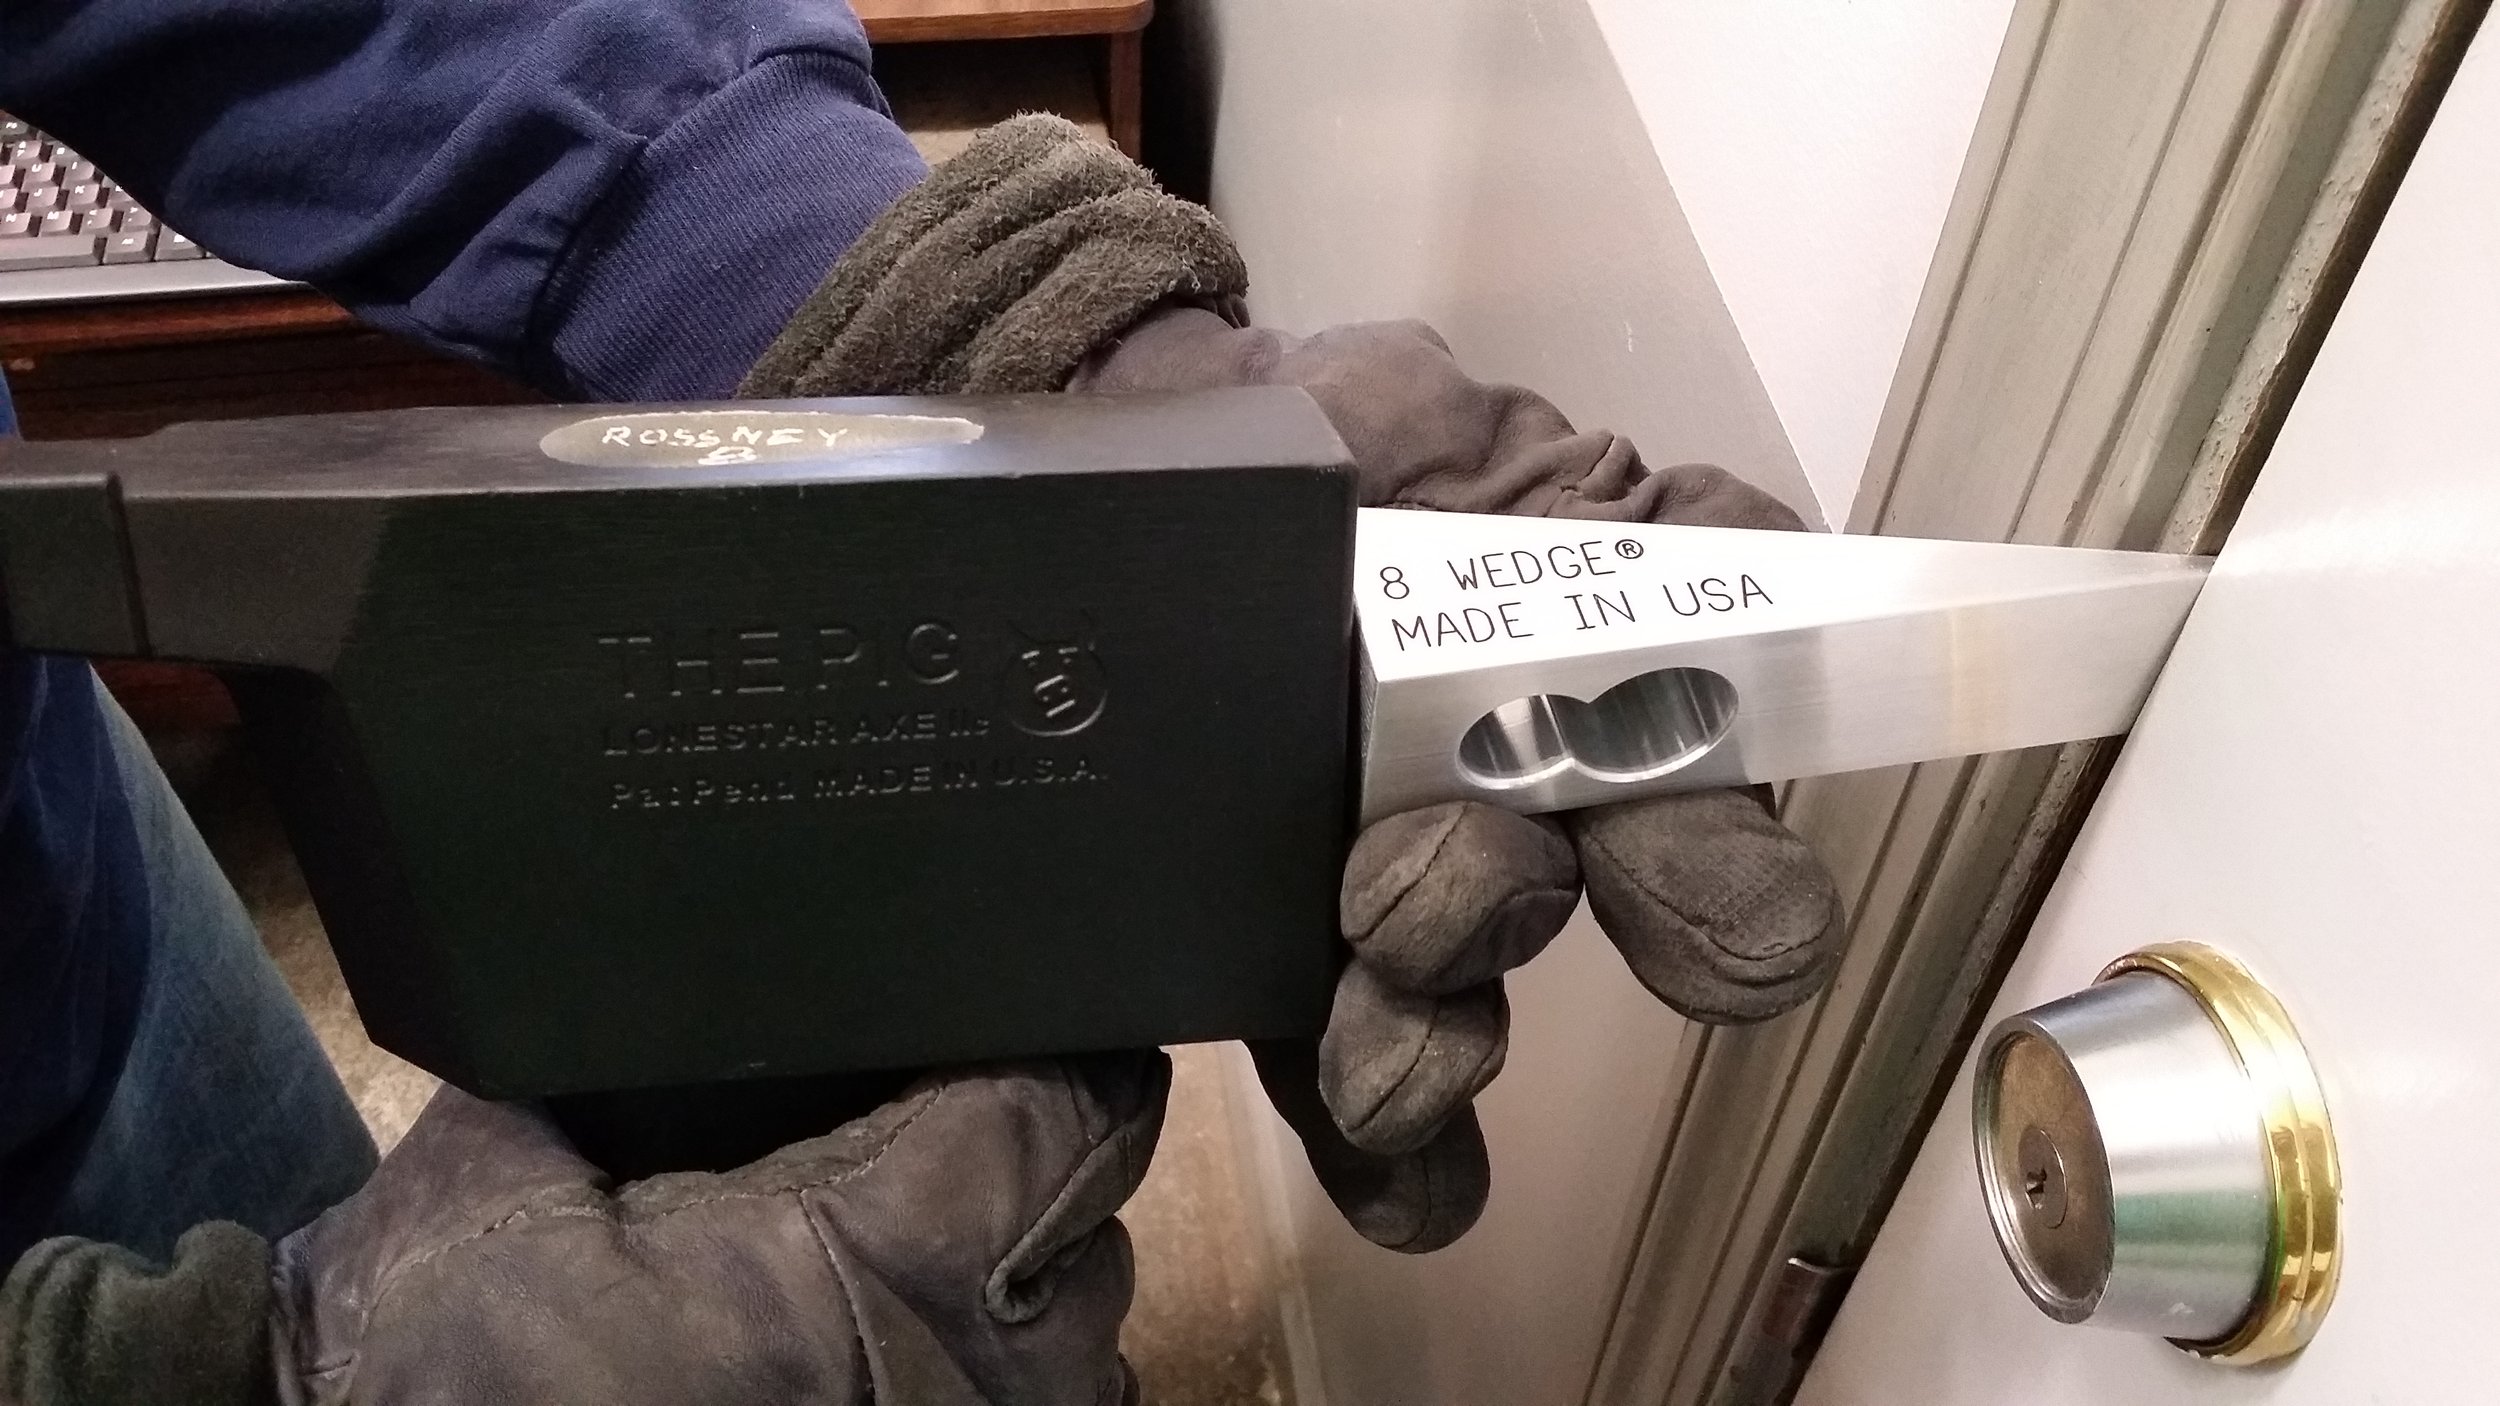 ROSSNEY
8
THE PIG
LONESTAR AXE llc
Pat Pend MADE IN U.S.A.
8 WEDGE®
MADE IN USA